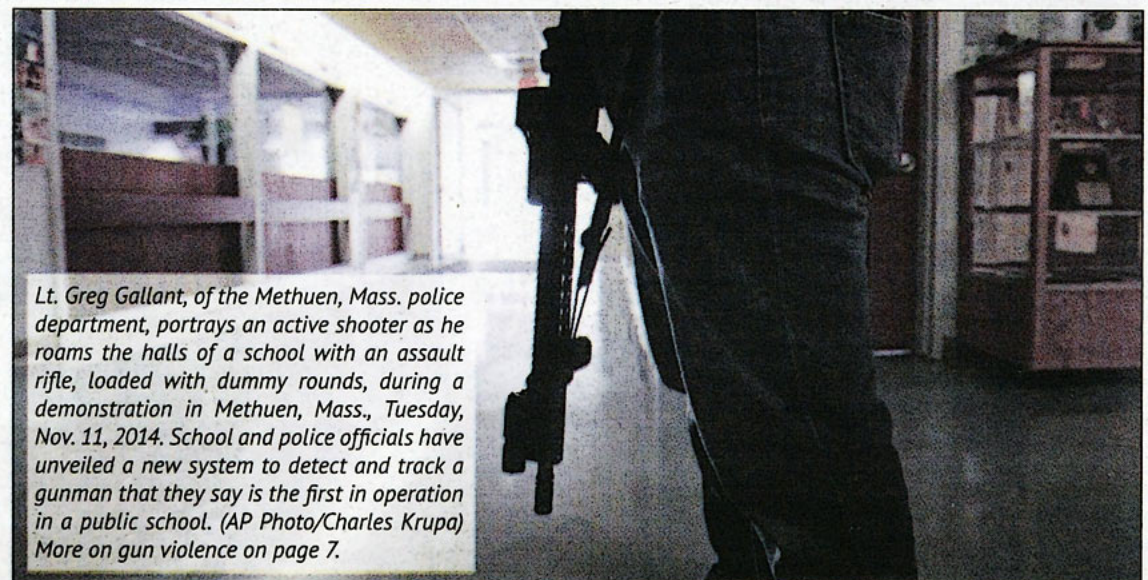 Lt. Greg Gallant, of the Methuen, Mass. police
department, portrays an active shooter as he
roams the halls of a school with an assault
rifle, loaded with dummy rounds, during a
demonstration in Methuen, Mass., Tuesday,
Nov. 11, 2014. School and police officials have
unveiled a new system to detect and track a
gunman that they say is the first in operation
in a public school. (AP Photo/Charles Krupa)
More on gun violence on page 7.